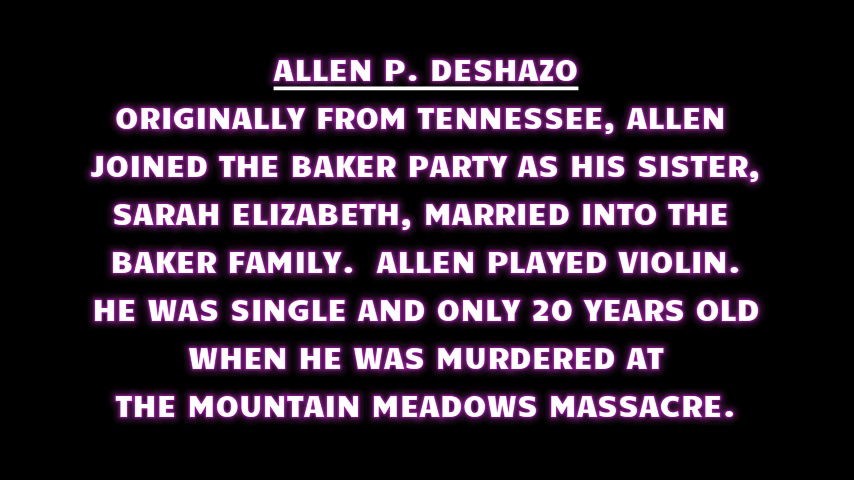 ALLEN P. DESHAZO
ORIGINALLY FROM TENNESSEE, ALLEN
JOINED THE BAKER PARTY AS HIS SISTER,
SARAH ELIZABETH, MARRIED INTO THE
BAKER FAMILY.  ALLEN PLAYED VIOLIN.
HE WAS SINGLE AND ONLY 20 YEARS OLD
WHEN HE WAS MURDERED AT
THE MOUNTAIN MEADOWS MASSACRE.